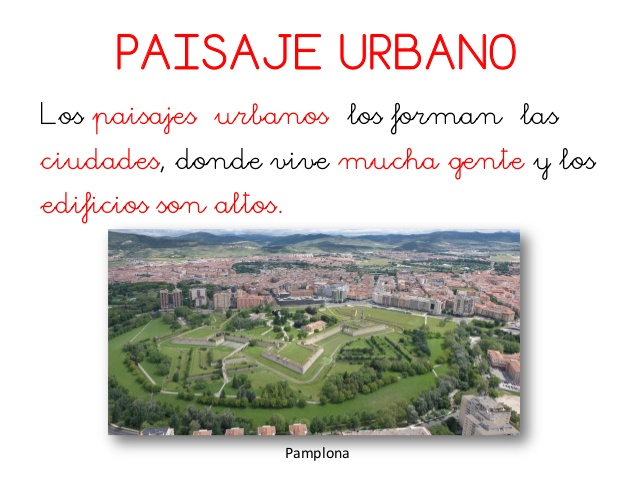 PAISAJE URBANO
Los paisajes urbanos los forman las
ciudades, donde vive mucha gente y los
edificios son altos.
Pamplona